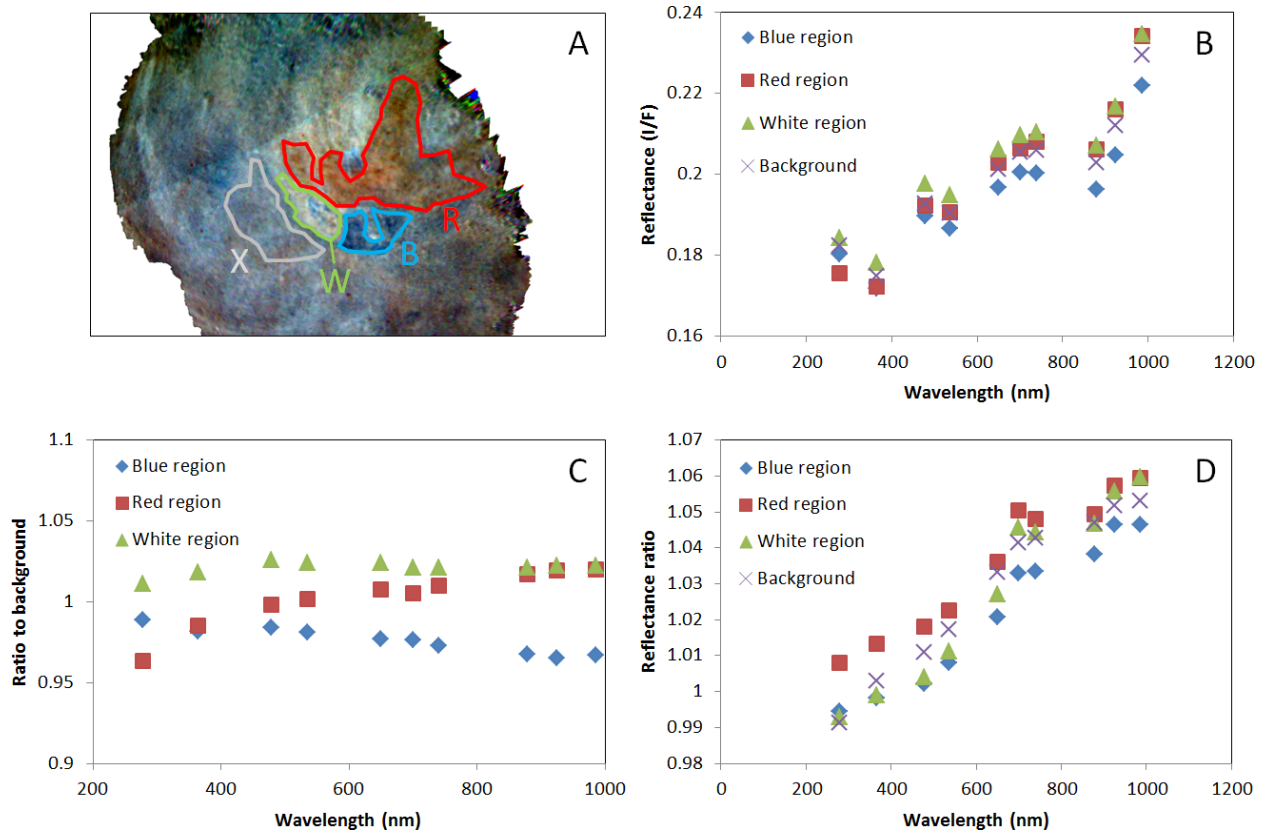 A
X
W
B
R
B
Blue region
Red region
White region
Background
0.24
0.22
0.2
0.18
0.16
Reflectance (I/F)
0 200 400 600 800 1000 1200
Wavelength (nm)
C
Blue region
Red region
White region
1.1
1.05
1
0.95
0.9
Ratio to background
200 400 600 800 1000
Wavelength (nm)
D
Blue region
Red region
White region
Background
1.07
1.06
1.05
1.04
1.03
1.02
1.01
1
0.99
0.98
Reflectance ratio
0 200 400 600 800 1000 1200
Wavelength (nm)